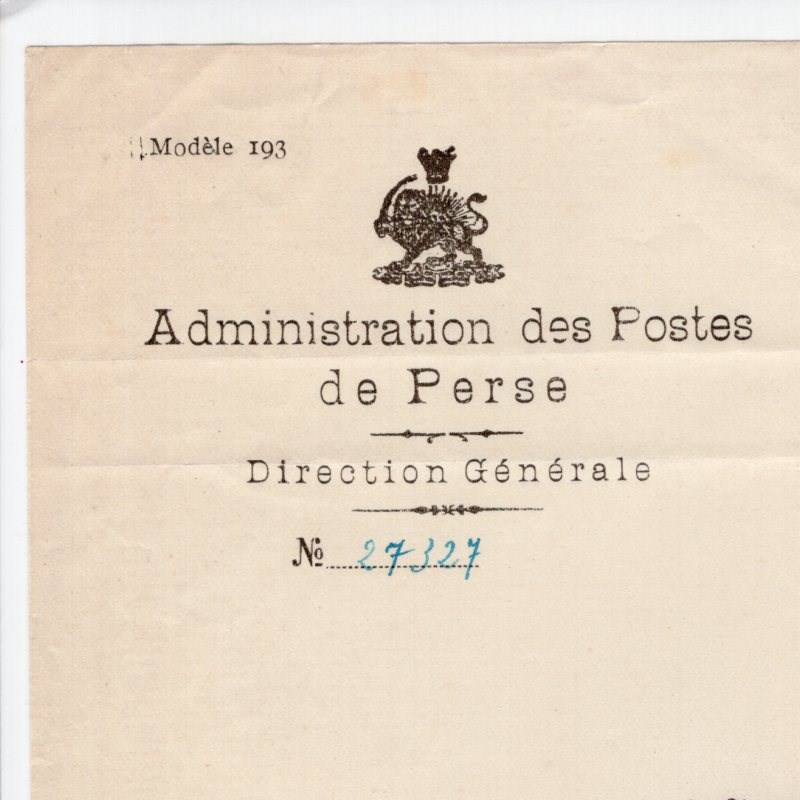 Modèle 193
Administration des Postes
de Perse
Direction Générale
№ 27327